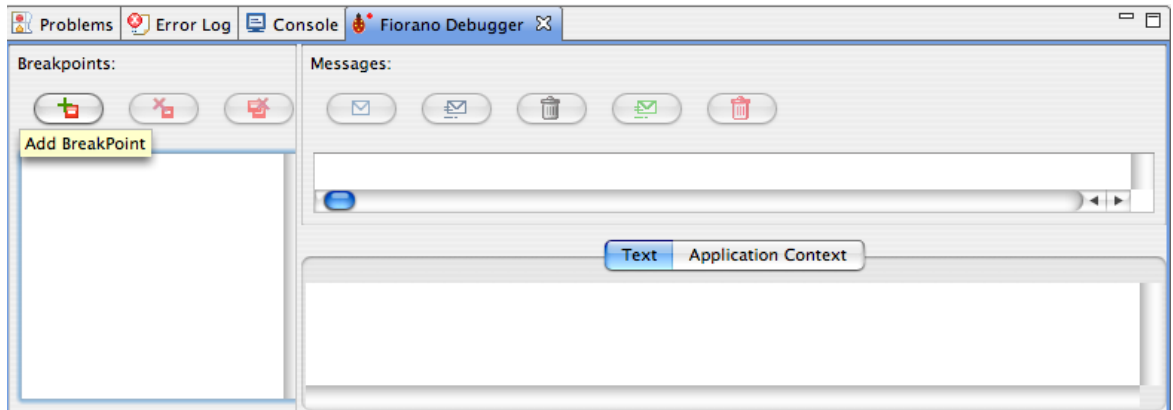 Problems Error Log Console Fiorano Debugger
Breakpoints: Messages:
Add BreakPoint
Text Application Context